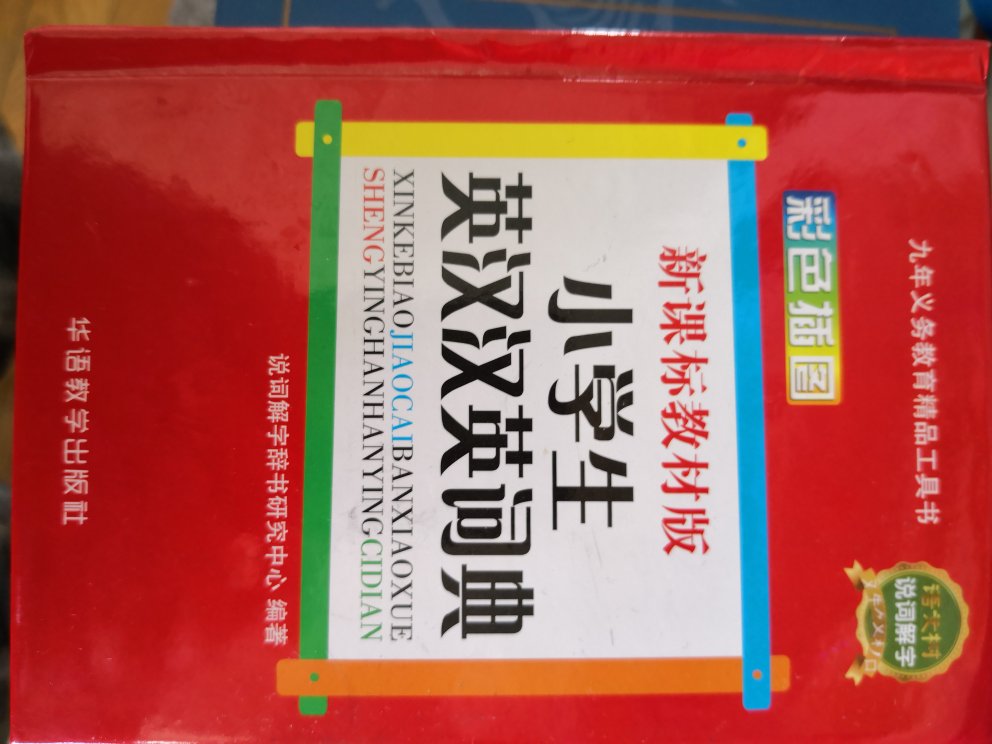 九年义务教育精品工具书
说词解字
彩色插图
新课标教材版
小学生
英汉汉英词典
XINKEBIAOJIAOCAIBANXIAOXUE
SHENGYINGHANHANYINGCIDIAN
说词解字辞书研究中心 编著
华语教学出版社